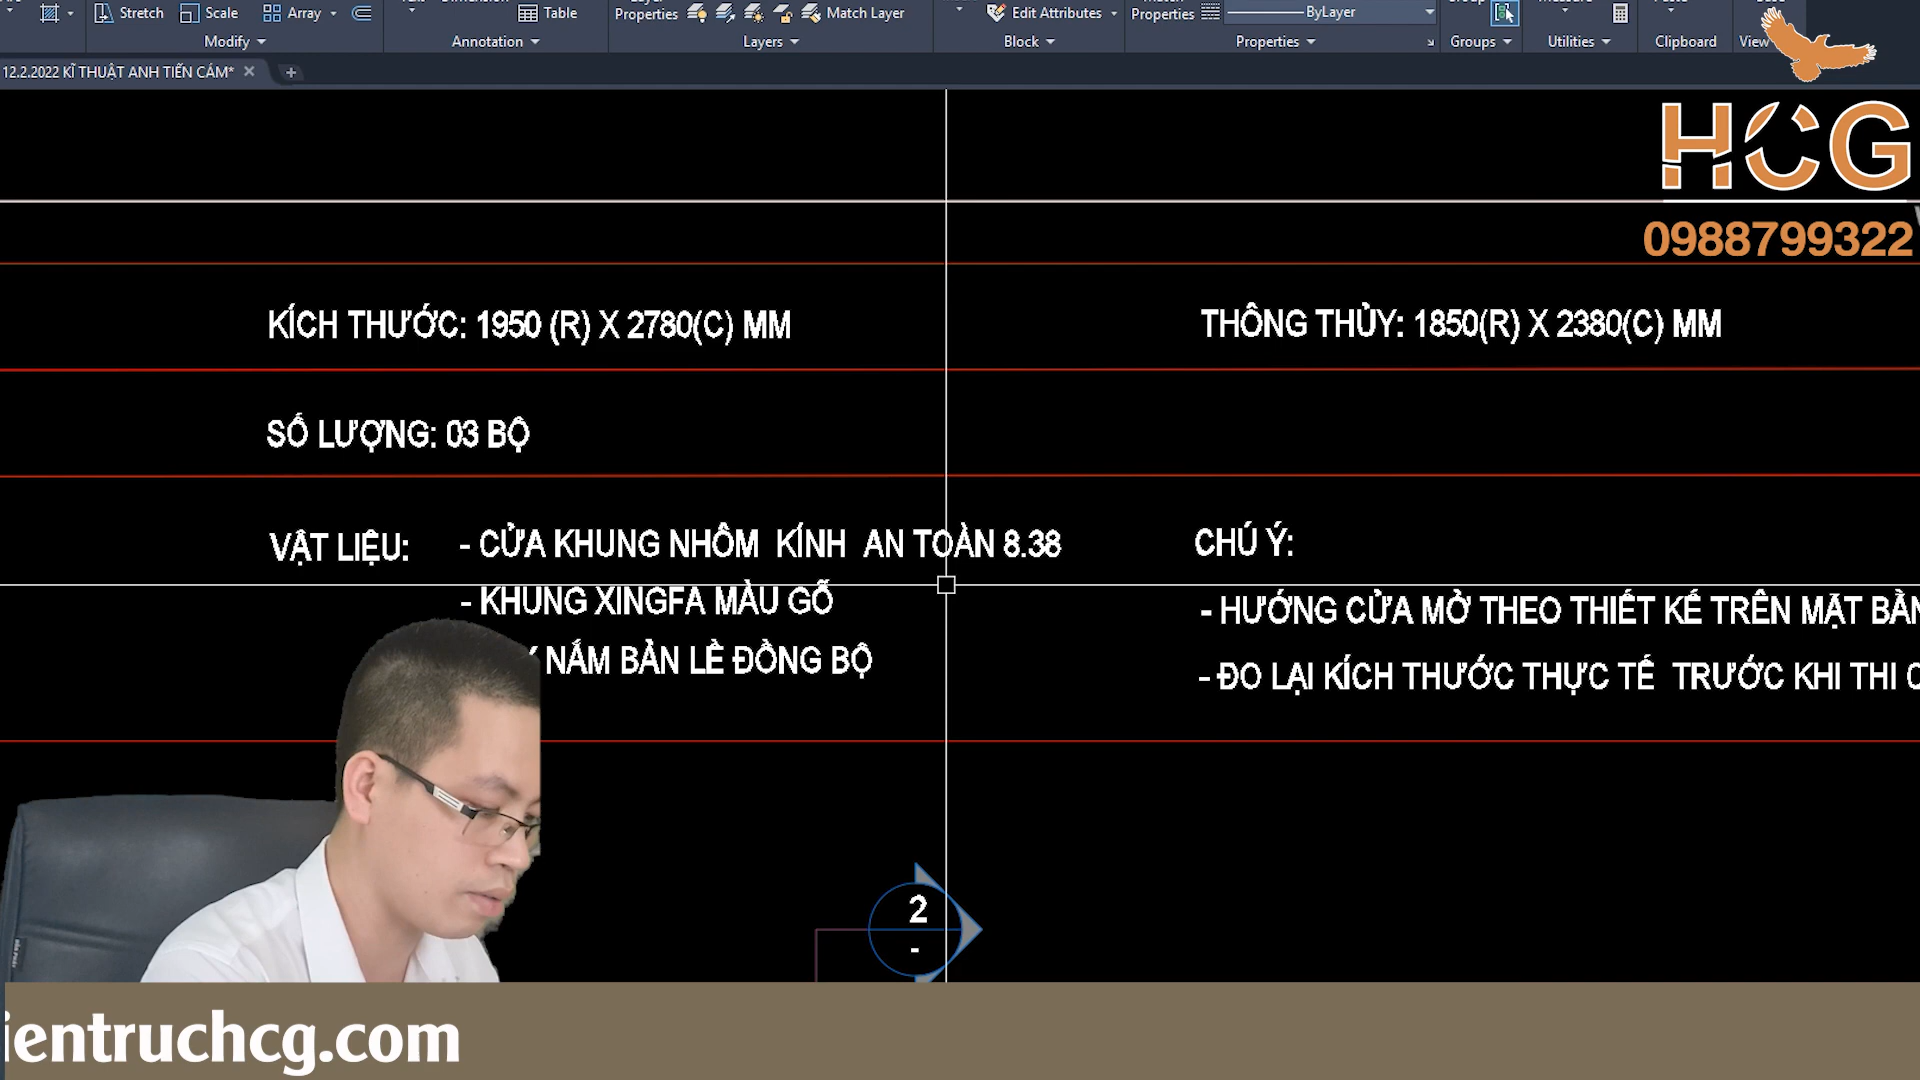 Stretch Scale Array Table Properties Match Layer Edit Attributes Properties ByLayer
Modify Annotation Layers Block Properties Groups Utilities Clipboard View
12.2.2022 KĨ THUẬT ANH TIẾN CÁM*
HCG
0988799322
KÍCH THƯỚC: 1950 (R) X 2780(C) MM
THÔNG THỦY: 1850(R) X 2380(C) MM
SỐ LƯỢNG: 03 BỘ
VẬT LIỆU: - CỬA KHUNG NHÔM KÍNH AN TOÀN 8.38
- KHUNG XINGFA MÀU GỖ
NẮM BẢN LỀ ĐỒNG BỘ
CHÚ Ý:
- HƯỚNG CỬA MỞ THEO THIẾT KẾ TRÊN MẶT
- ĐO LẠI KÍCH THƯỚC THỰC TẾ TRƯỚC KHI THI
2
-
ientruchcg.com